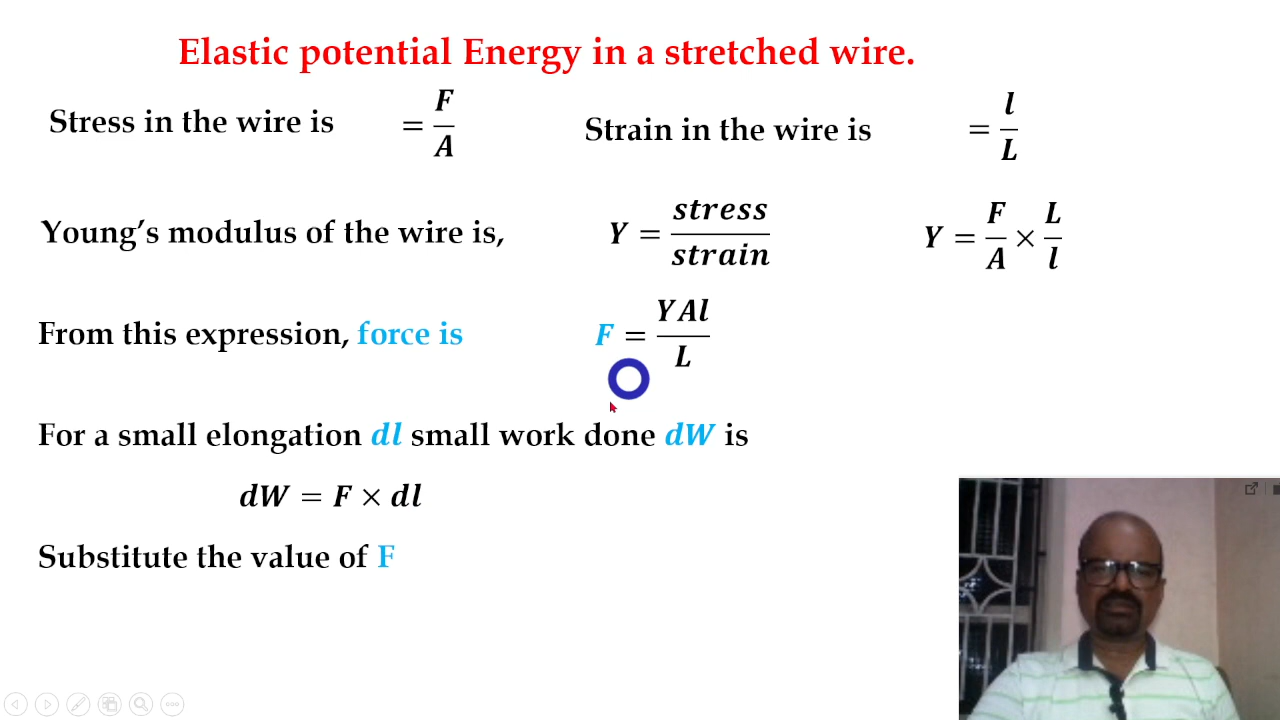 Elastic potential Energy in a stretched wire.
Stress in the wire is = F/A Strain in the wire is = l/L
Young's modulus of the wire is, Y = stress/strain Y = F/A × L/l
From this expression, force is F = YAl/L
For a small elongation dl small work done dW is
dW = F × dl
Substitute the value of F